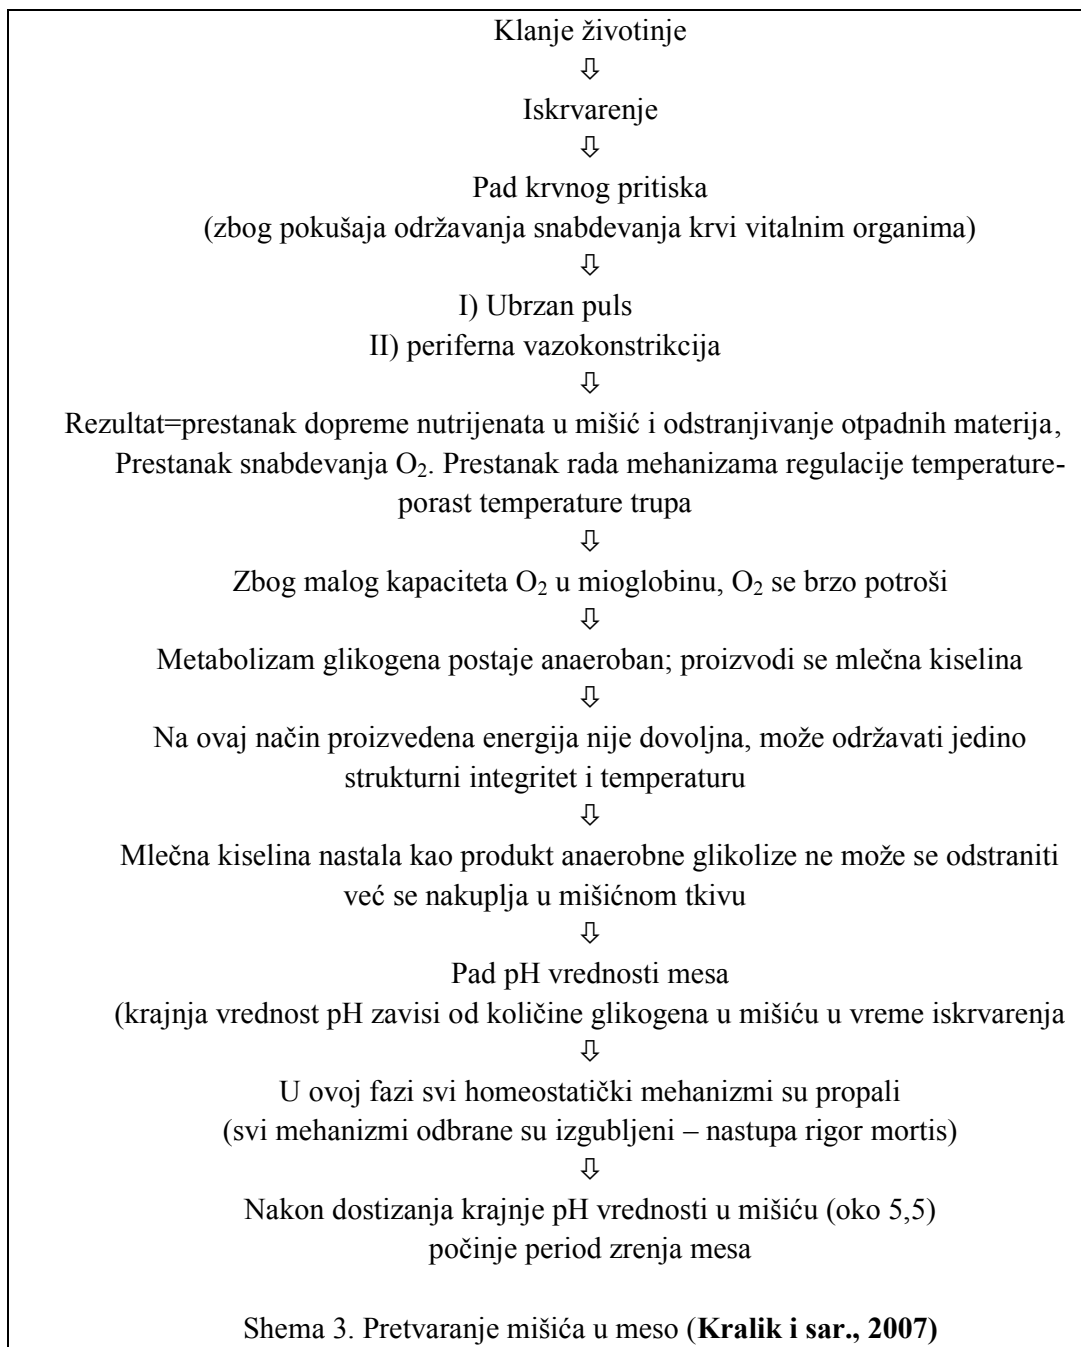 Klanje životinje
⇩
Iskrvarenje
⇩
Pad krvnog pritiska
(zbog pokušaja održavanja snabdevanja krvi vitalnim organima)
⇩
I) Ubrzan puls
II) periferna vazokonstrikcija
⇩
Rezultat=prestanak dopreme nutrijenata u mišić i odstranjivanje otpadnih materija,
Prestanak snabdevanja O₂. Prestanak rada mehanizama regulacije temperature-
porast temperature trupa
⇩
Zbog malog kapaciteta O₂ u mioglobinu, O₂ se brzo potroši
⇩
Metabolizam glikogena postaje anaeroban; proizvodi se mlečna kiselina
⇩
Na ovaj način proizvedena energija nije dovoljna, može održavati jedino
strukturni integritet i temperaturu
⇩
Mlečna kiselina nastala kao produkt anaerobne glikolize ne može se odstraniti
već se nakuplja u mišićnom tkivu
⇩
Pad pH vrednosti mesa
(krajnja vrednost pH zavisi od količine glikogena u mišiću u vreme iskrvarenja
⇩
U ovoj fazi svi homeostatički mehanizmi su propali
(svi mehanizmi odbrane su izgubljeni – nastupa rigor mortis)
⇩
Nakon dostizanja krajnje pH vrednosti u mišiću (oko 5,5)
počinje period zrenja mesa
Shema 3. Pretvaranje mišića u meso (Kralik i sar., 2007)